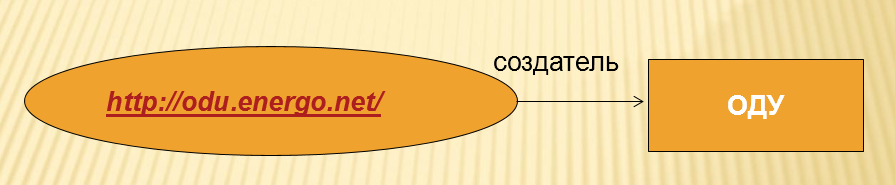 создатель
http://odu.energo.net/
ОДУ